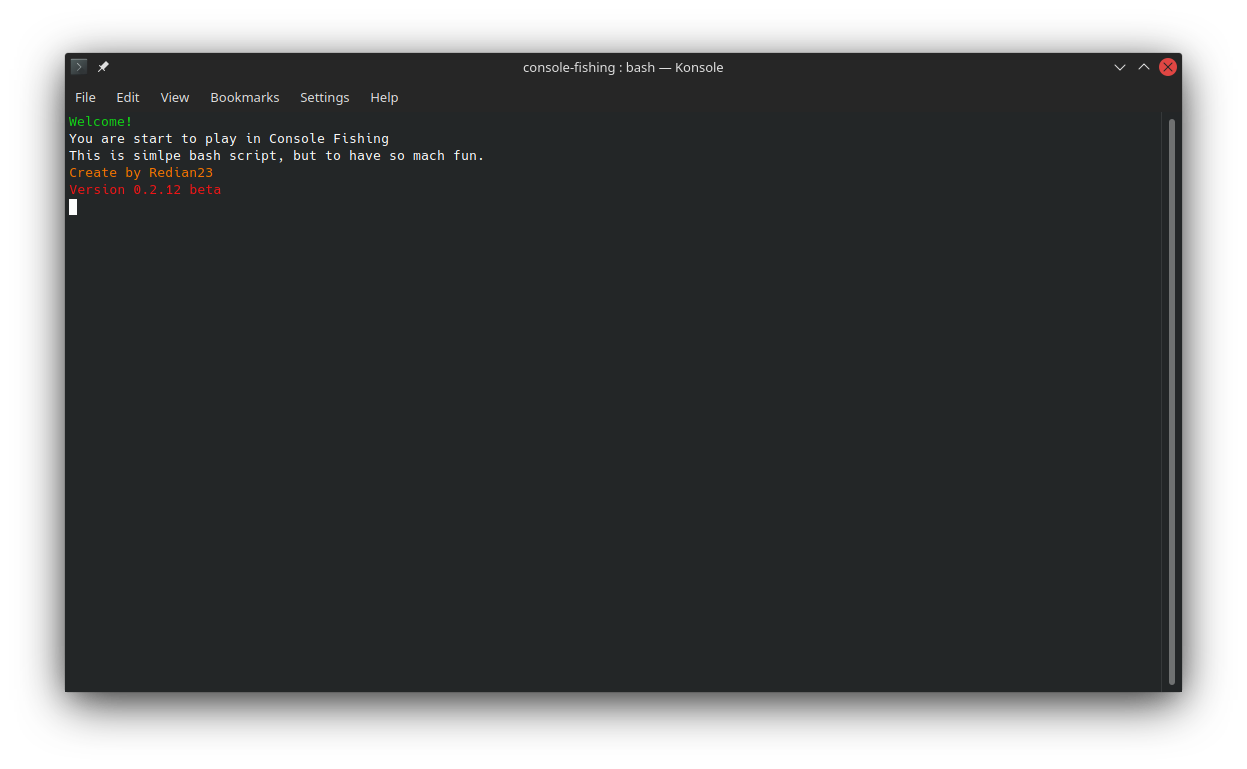 console-fishing : bash — Konsole
File Edit View Bookmarks Settings Help
Welcome!
You are start to play in Console Fishing
This is simlpe bash script, but to have so mach fun.
Create by Redian23
Version 0.2.12 beta